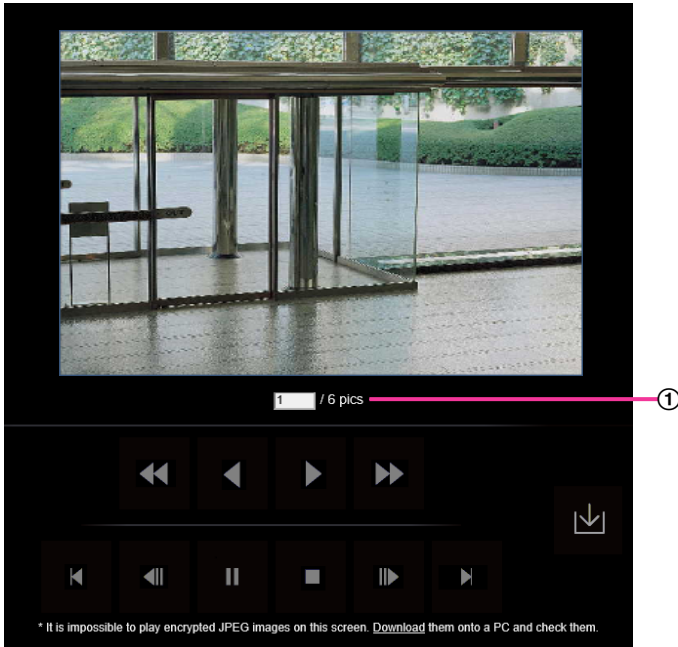 1 / 6 pics
①
* It is impossible to play encrypted JPEG images on this screen. Download them onto a PC and check them.